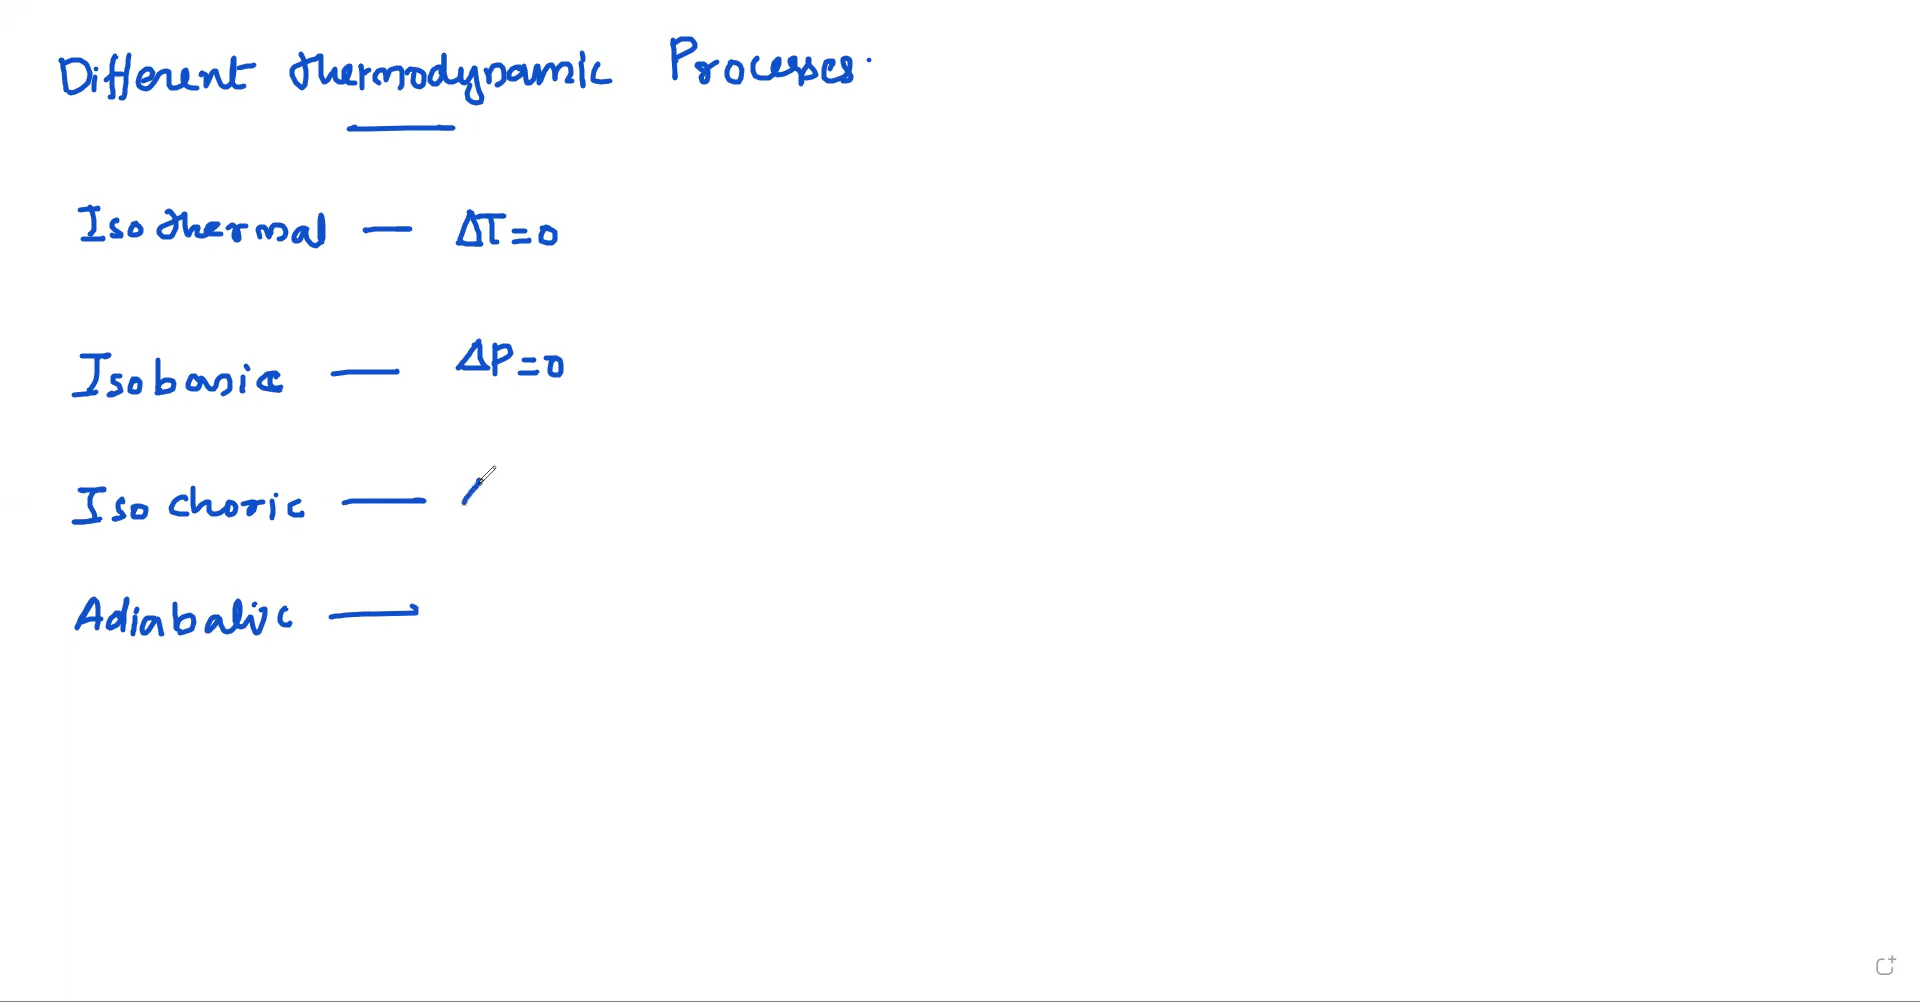 Different thermodynamic Processes.
Isothermal — ΔT=0
Isobaric — ΔP=0
Isochoric —
Adiabatic —